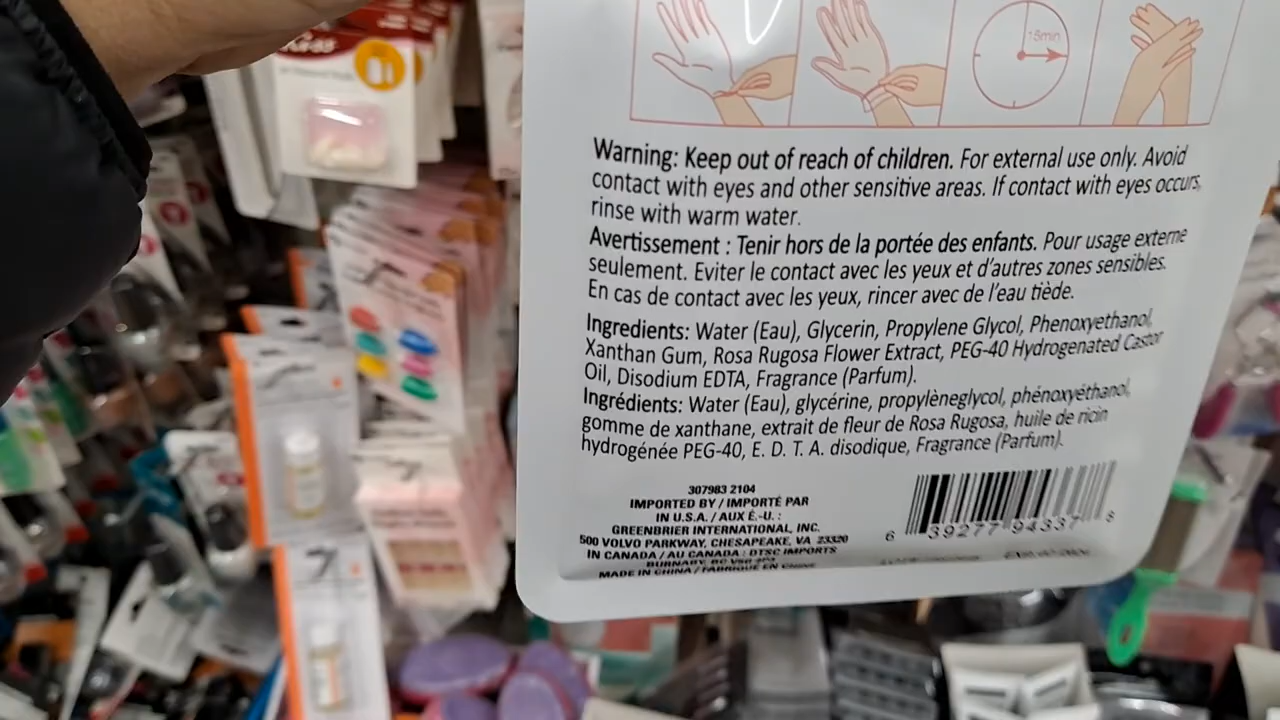 15min
Warning: Keep out of reach of children. For external use only. Avoid
contact with eyes and other sensitive areas. If contact with eyes occurs,
rinse with warm water.
Avertissement : Tenir hors de la portée des enfants. Pour usage externe
seulement. Eviter le contact avec les yeux et d'autres zones sensibles.
En cas de contact avec les yeux, rincer avec de l'eau tiède.
Ingredients: Water (Eau), Glycerin, Propylene Glycol, Phenoxyethanol,
Xanthan Gum, Rosa Rugosa Flower Extract, PEG-40 Hydrogenated Castor
Oil, Disodium EDTA, Fragrance (Parfum).
Ingrédients: Water (Eau), glycérine, propylèneglycol, phénoxyéthanol,
gomme de xanthane, extrait de fleur de Rosa Rugosa, huile de ricin
hydrogénée PEG-40, E. D. T. A. disodique, Fragrance (Parfum).
307983 2104
IMPORTED BY / IMPORTÉ PAR
IN U.S.A. / AUX É.-U. :
GREENBRIER INTERNATIONAL, INC.
500 VOLVO PARKWAY, CHESAPEAKE, VA 23320
IN CANADA / AU CANADA : DTSC IMPORTS
BURNABY, BC
MADE IN CHINA / FABRIQUÉ EN CHINE
6 39277 94337 8